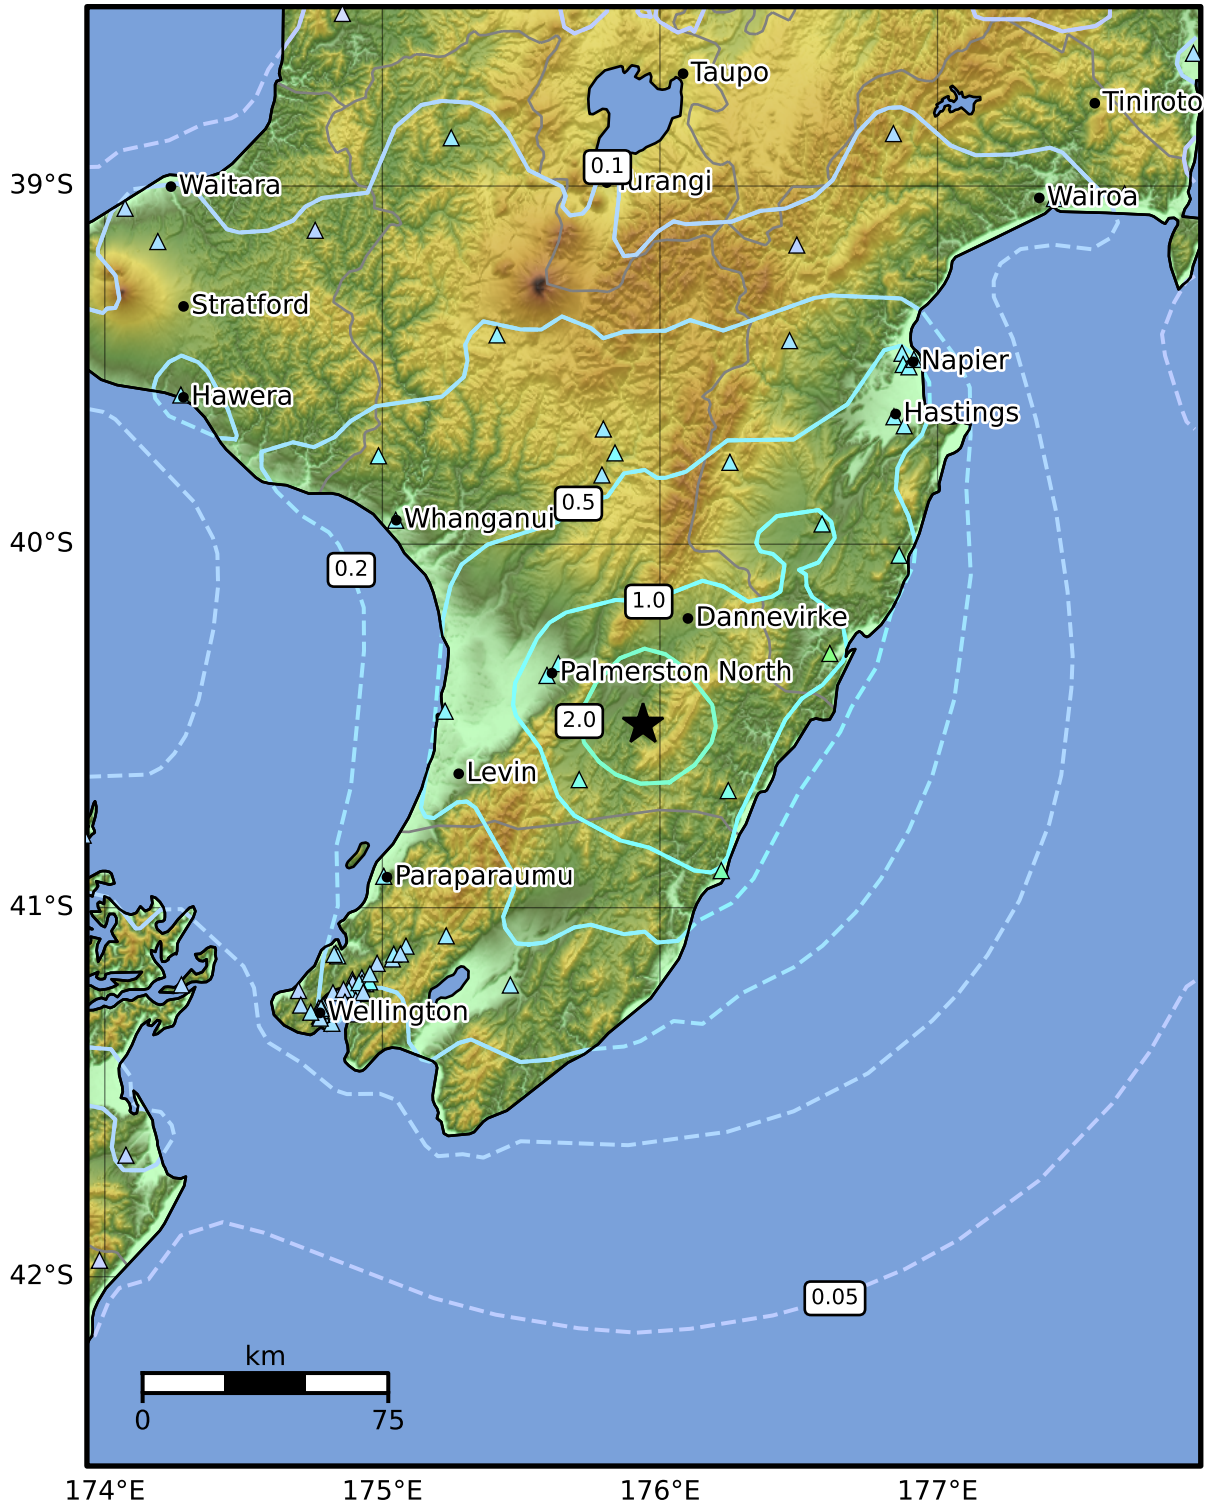 Taupo
Tiniroto
0.1
Turangi
39°S
Waitara
Wairoa
Stratford
Napier
Hawera
Hastings
0.5
Whanganui
40°S
0.2
1.0
Dannevirke
Palmerston North
2.0
Levin
Paraparaumu
41°S
Wellington
42°S
0.05
km
0
75
174°E
175°E
176°E
177°E